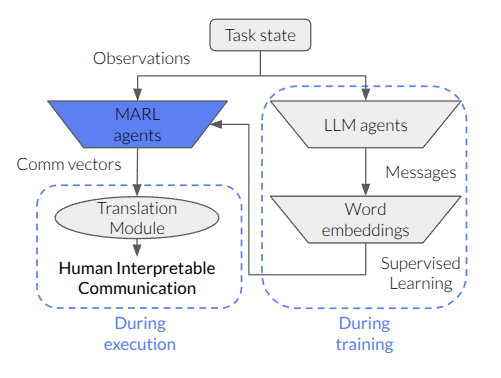 Task state
Observations
MARL
agents
LLM agents
Comm vectors
Messages
Translation
Module
Word
embeddings
Human Interpretable
Communication
Supervised
Learning
During
execution
During
training